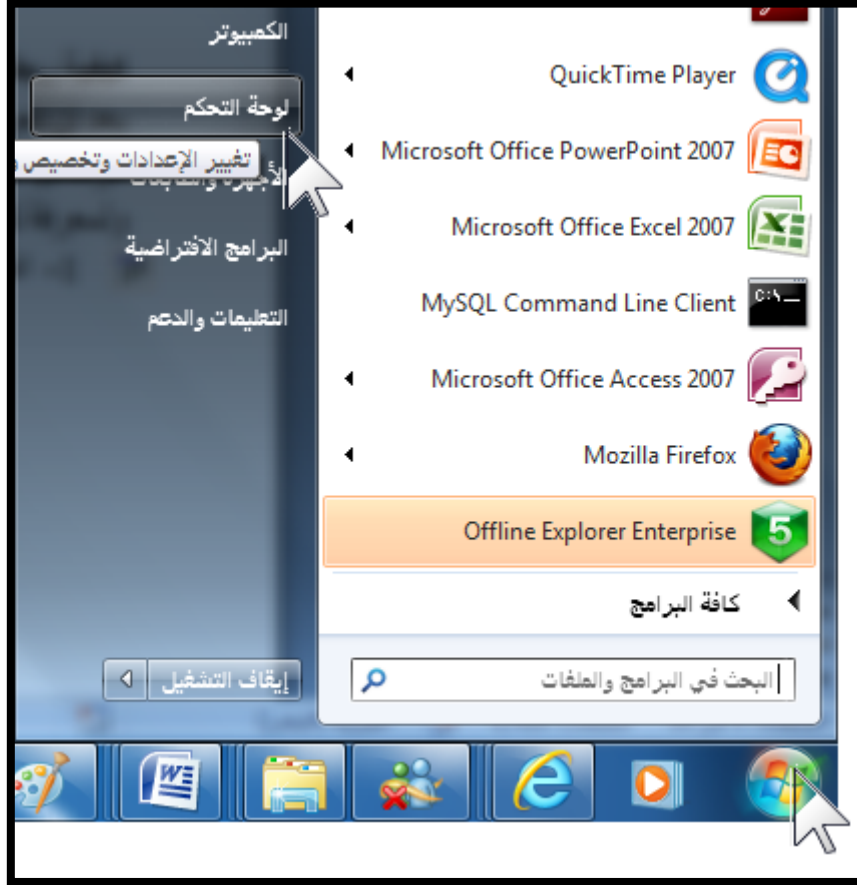 QuickTime Player
Microsoft Office PowerPoint 2007
Microsoft Office Excel 2007
MySQL Command Line Client
Microsoft Office Access 2007
Mozilla Firefox
Offline Explorer Enterprise
كافة البرامج
البحث في البرامج والملفات
الكمبيوتر
لوحة التحكم
تغيير الإعدادات وتخصيص
الأجهزة والطابعات
البرامج الافتراضية
التعليمات والدعم
إيقاف التشغيل